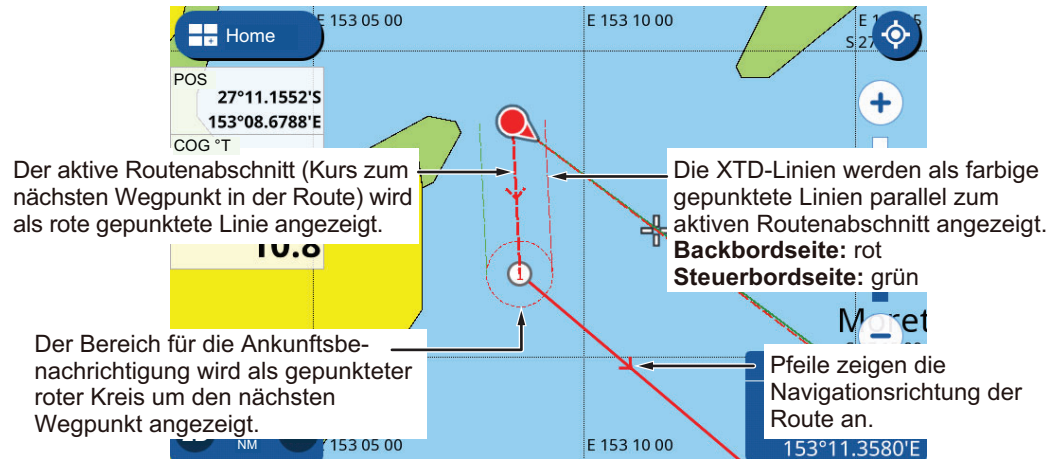 E 153 05 00
E 153 10 00
Home
POS
27°11.1552'S
153°08.6788'E
COG °T
Der aktive Routenabschnitt (Kurs zum
nächsten Wegpunkt in der Route) wird
als rote gepunktete Linie angezeigt.
10.8
Die XTD-Linien werden als farbige
gepunktete Linien parallel zum
aktiven Routenabschnitt angezeigt.
Backbordseite: rot
Steuerbordseite: grün
1
Moret
Der Bereich für die Ankunftsbe-
nachrichtigung wird als gepunkteter
roter Kreis um den nächsten
Wegpunkt angezeigt.
Pfeile zeigen die
Navigationsrichtung der
Route an.
NM
153 05 00
E 153 10 00
153°11.3580'E